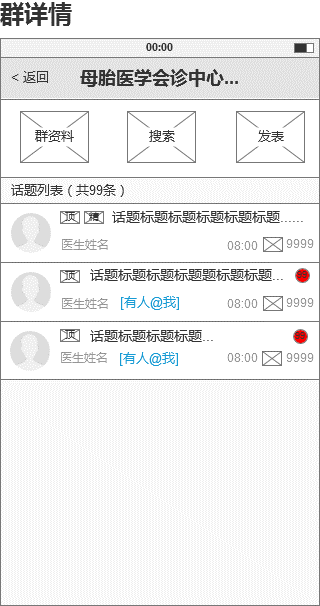 群详情
00:00
< 返回 母胎医学会诊中心...
群资料 搜索 发表
话题列表（共99条）
顶 精 话题标题标题标题标题标题......
医生姓名 08:00 9999
顶 话题标题标题标题题标题标题...
医生姓名 [有人@我] 08:00 9999
顶 话题标题标题标题...
医生姓名 [有人@我] 08:00 9999